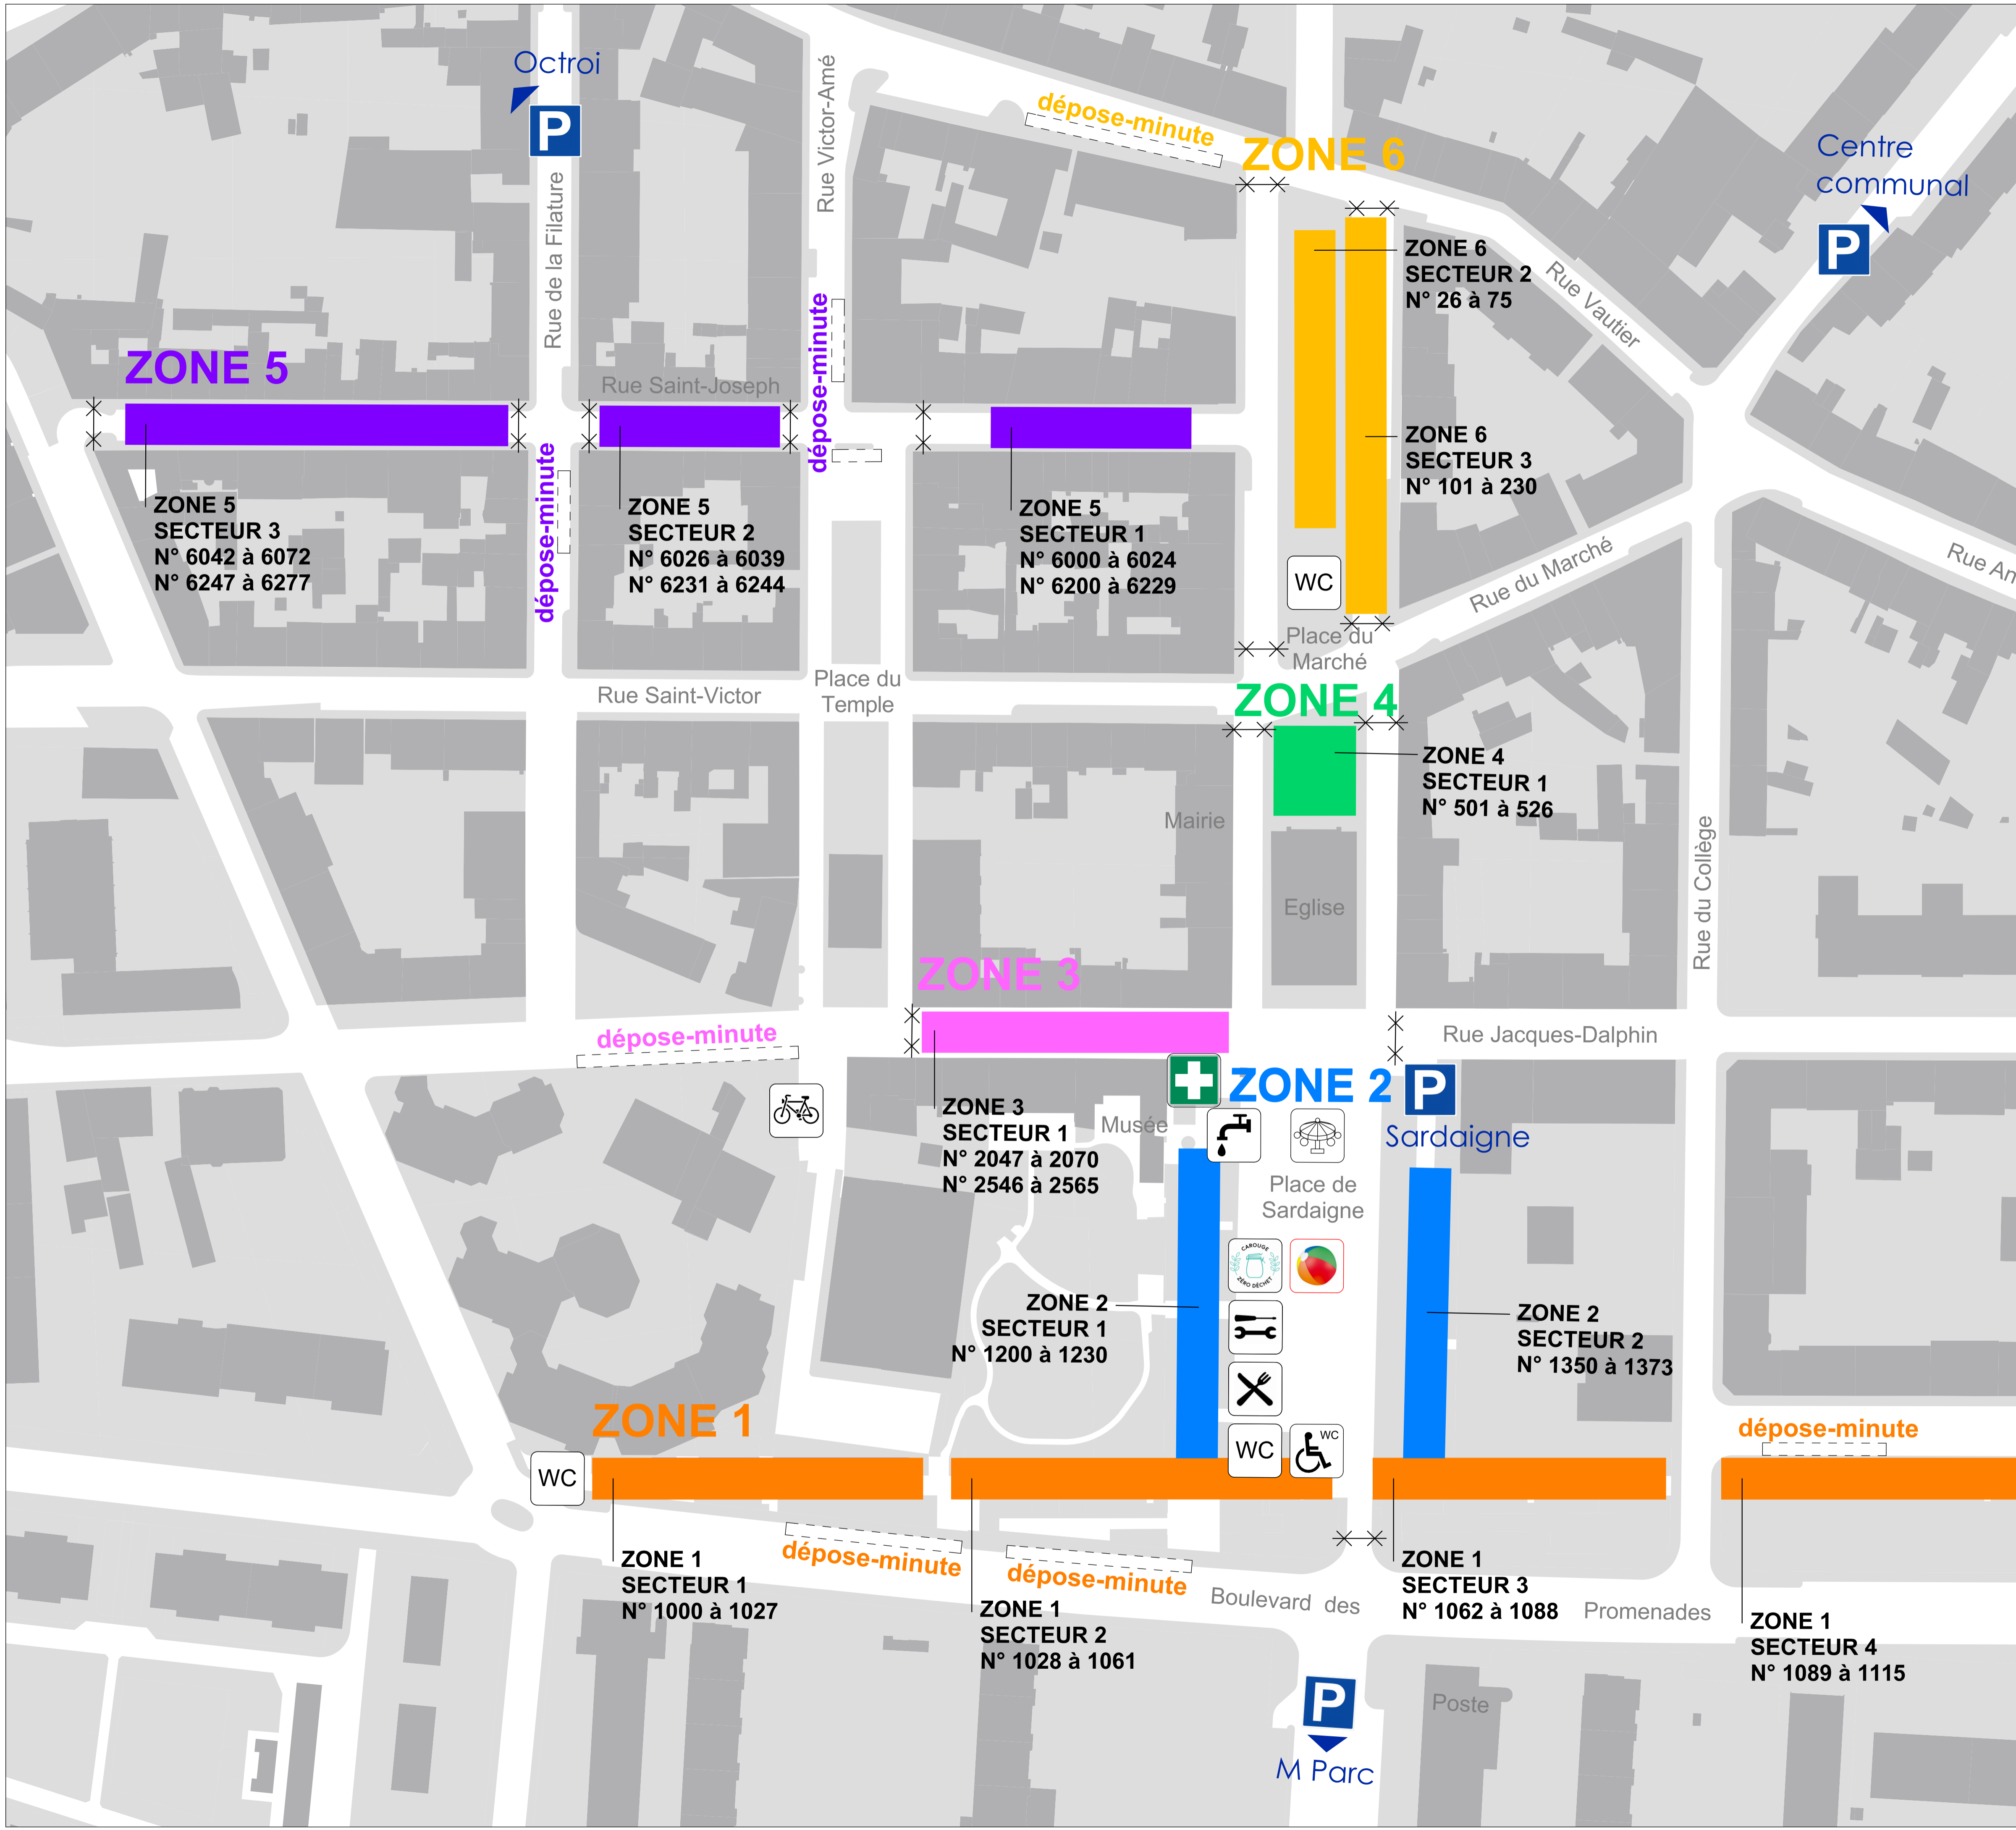 Octroi
P
Rue de la Filature
Rue Victor-Amé
dépose-minute
ZONE 6
Centre
communal
P
ZONE 6
SECTEUR 2
N° 26 à 75
Rue Vautier
ZONE 5
Rue Saint-Joseph
dépose-minute
dépose-minute
ZONE 6
SECTEUR 3
N° 101 à 230
ZONE 5
SECTEUR 3
N° 6042 à 6072
N° 6247 à 6277
ZONE 5
SECTEUR 2
N° 6026 à 6039
N° 6231 à 6244
ZONE 5
SECTEUR 1
N° 6000 à 6024
N° 6200 à 6229
WC
Rue du Marché
Place du
Marché
Rue Saint-Victor
Place du
Temple
ZONE 4
ZONE 4
SECTEUR 1
N° 501 à 526
Mairie
Eglise
Rue du Collège
ZONE 3
dépose-minute
Rue Jacques-Dalphin
ZONE 2
P
Sardaigne
ZONE 3
SECTEUR 1
N° 2047 à 2070
N° 2546 à 2565
Musée
Place de
Sardaigne
CAROUGE
ZÉRO DÉCHET
ZONE 2
SECTEUR 1
N° 1200 à 1230
ZONE 2
SECTEUR 2
N° 1350 à 1373
ZONE 1
WC
WC
WC
dépose-minute
dépose-minute
dépose-minute
ZONE 1
SECTEUR 1
N° 1000 à 1027
ZONE 1
SECTEUR 2
N° 1028 à 1061
Boulevard des
Promenades
ZONE 1
SECTEUR 3
N° 1062 à 1088
ZONE 1
SECTEUR 4
N° 1089 à 1115
P
M Parc
Poste